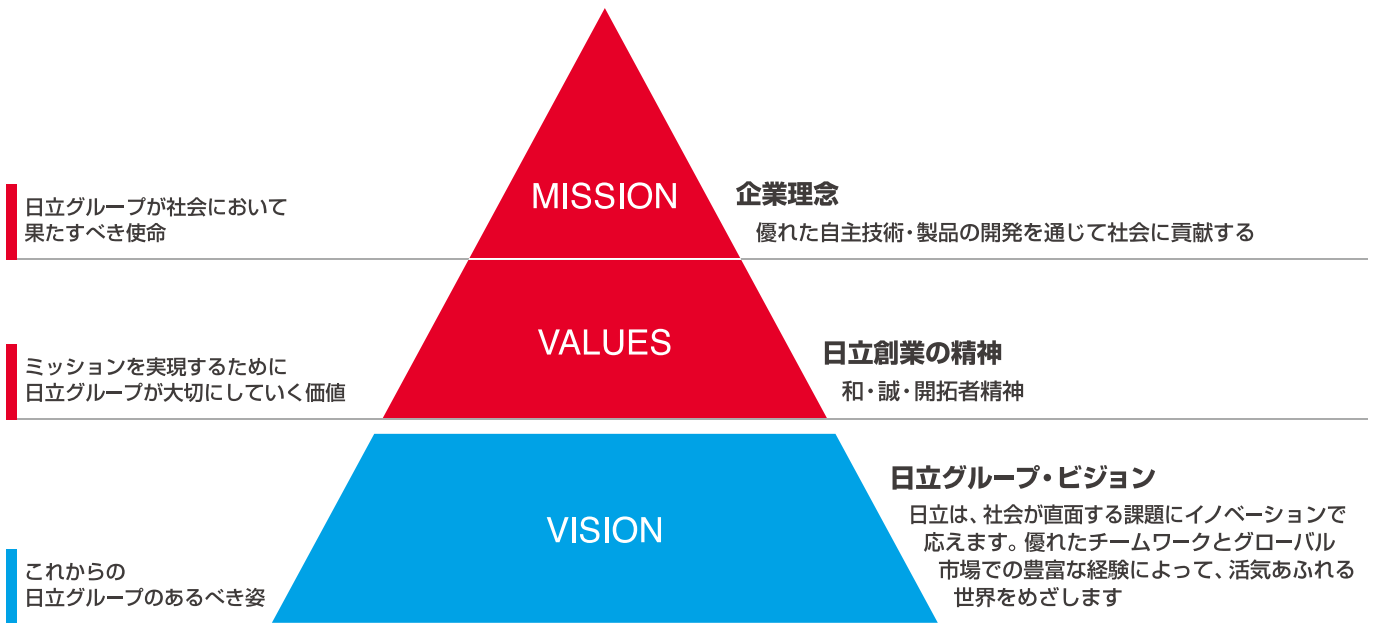 日立グループが社会において
果たすべき使命
MISSION
企業理念
優れた自主技術・製品の開発を通じて社会に貢献する
ミッションを実現するために
日立グループが大切にしていく価値
VALUES
日立創業の精神
和・誠・開拓者精神
これからの
日立グループのあるべき姿
VISION
日立グループ・ビジョン
日立は、社会が直面する課題にイノベーションで
応えます。優れたチームワークとグローバル
市場での豊富な経験によって、活気あふれる
世界をめざします